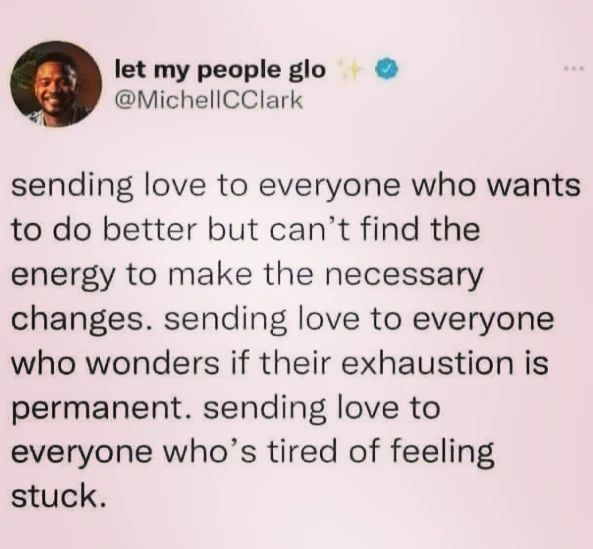 let my people glo ✨
@MichellCClark
sending love to everyone who wants
to do better but can't find the
energy to make the necessary
changes. sending love to everyone
who wonders if their exhaustion is
permanent. sending love to
everyone who's tired of feeling
stuck.